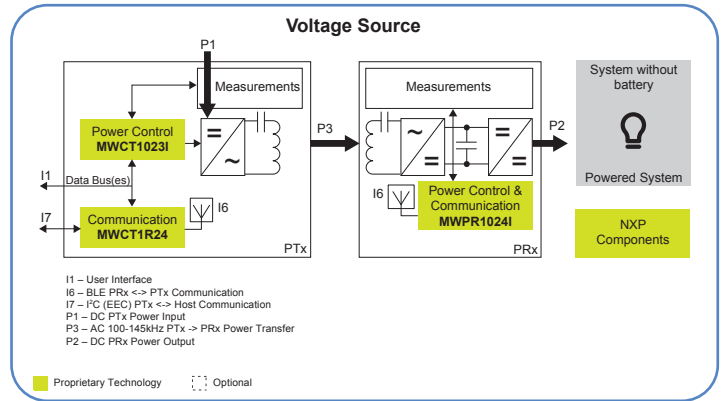 Voltage Source
P1
Measurements
Power Control
MWCT1023I
=
~
P3
I1
Data Bus(es)
I7
Communication
MWCT1R24
I6
PTx
Measurements
~
=
=
=
P2
I6
Power Control &
Communication
MWPR1024I
PRx
System without
battery
Powered System
NXP
Components
I1 – User Interface
I6 – BLE PRx <-> PTx Communication
I7 – I²C (EEC) PTx <-> Host Communication
P1 – DC PTx Power Input
P3 – AC 100-145kHz PTx -> PRx Power Transfer
P2 – DC PRx Power Output
Proprietary Technology
Optional